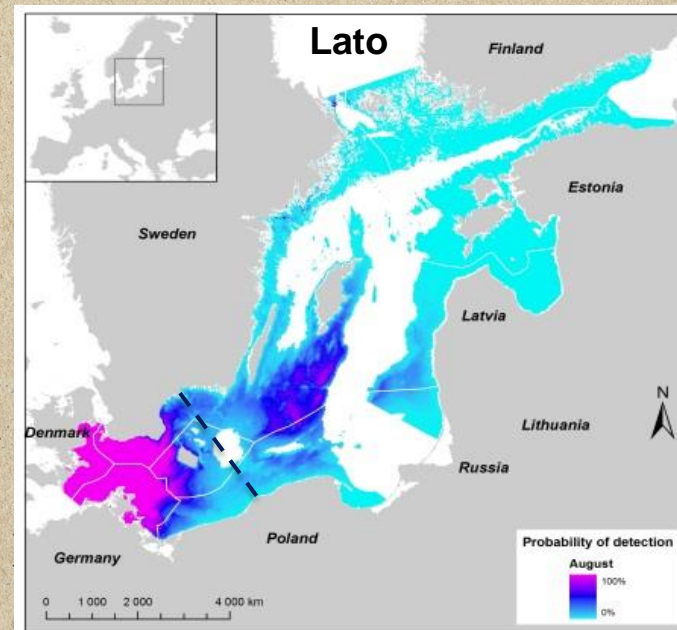 Lato
Finland
Estonia
Sweden
Latvia
Denmark
Lithuania
Russia
Poland
Germany
N
Probability of detection
August
100%
0%
0 1 000 2 000 4 000 km